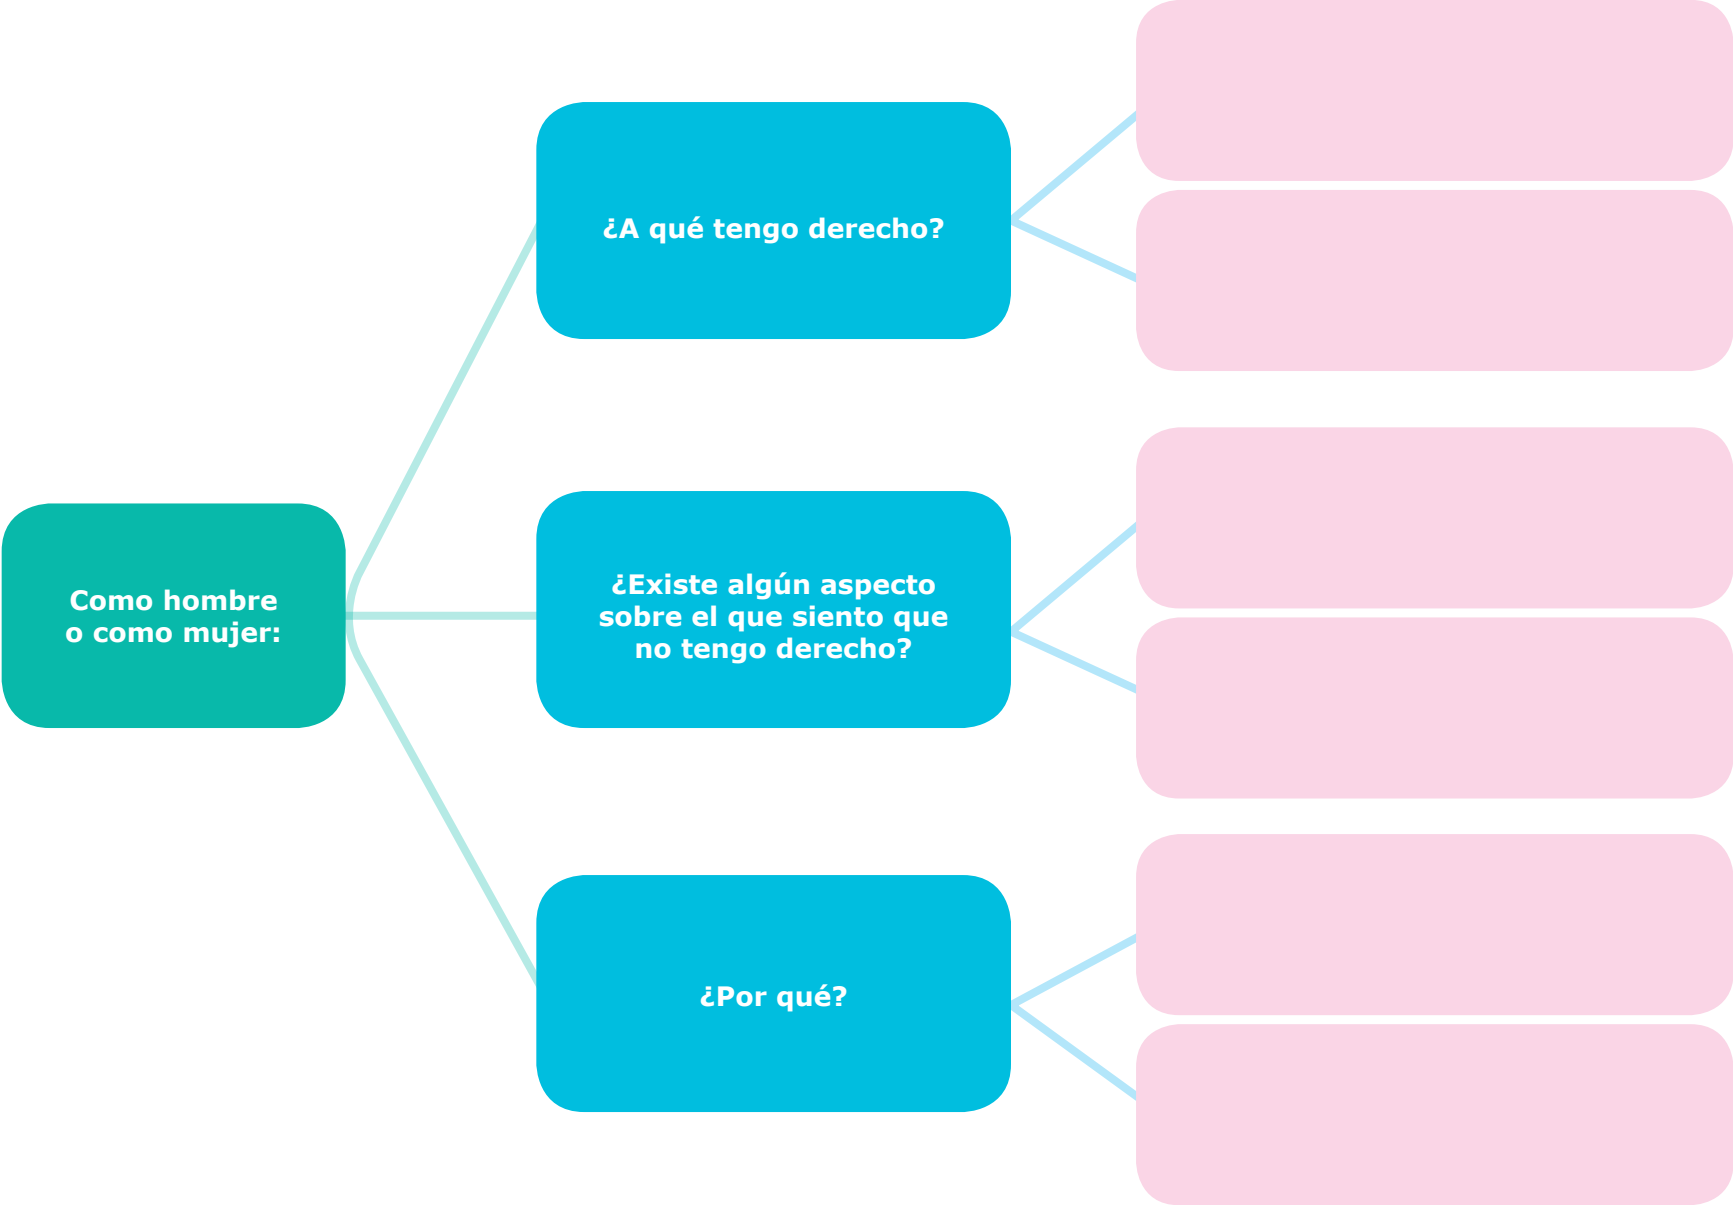 Como hombre
o como mujer:
¿A qué tengo derecho?
¿Existe algún aspecto
sobre el que siento que
no tengo derecho?
¿Por qué?